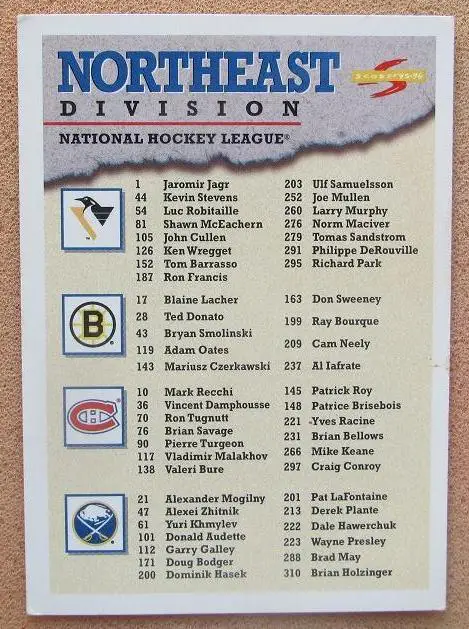 NORTHEAST
DIVISION
NATIONAL HOCKEY LEAGUE®
1 Jaromir Jagr
44 Kevin Stevens
54 Luc Robitaille
81 Shawn McEachern
105 John Cullen
126 Ken Wregget
152 Tom Barrasso
187 Ron Francis
203 Ulf Samuelsson
252 Joe Mullen
260 Larry Murphy
276 Norm Maciver
279 Tomas Sandstrom
291 Philippe DeRouville
295 Richard Park
B
17 Blaine Lacher
28 Ted Donato
43 Bryan Smolinski
119 Adam Oates
143 Mariusz Czerkawski
163 Don Sweeney
199 Ray Bourque
209 Cam Neely
237 Al Iafrate
10 Mark Recchi
36 Vincent Damphousse
70 Ron Tugnutt
76 Brian Savage
90 Pierre Turgeon
117 Vladimir Malakhov
138 Valeri Bure
145 Patrick Roy
148 Patrice Brisebois
221 Yves Racine
231 Brian Bellows
266 Mike Keane
297 Craig Conroy
21 Alexander Mogilny
47 Alexei Zhitnik
61 Yuri Khmylev
101 Donald Audette
112 Garry Galley
171 Doug Bodger
200 Dominik Hasek
201 Pat LaFontaine
213 Derek Plante
222 Dale Hawerchuk
223 Wayne Presley
288 Brad May
310 Brian Holzinger